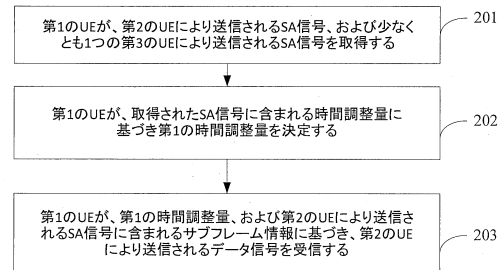 第1のUEが、第2のUEにより送信されるSA信号、および少なく
とも1つの第3のUEにより送信されるSA信号を取得する
201
第1のUEが、取得されたSA信号に含まれる時間調整量に
基づき第1の時間調整量を決定する
202
第1のUEが、第1の時間調整量、および第2のUEにより送信さ
れるSA信号に含まれるサブフレーム情報に基づき、第2のUE
により送信されるデータ信号を受信する
203